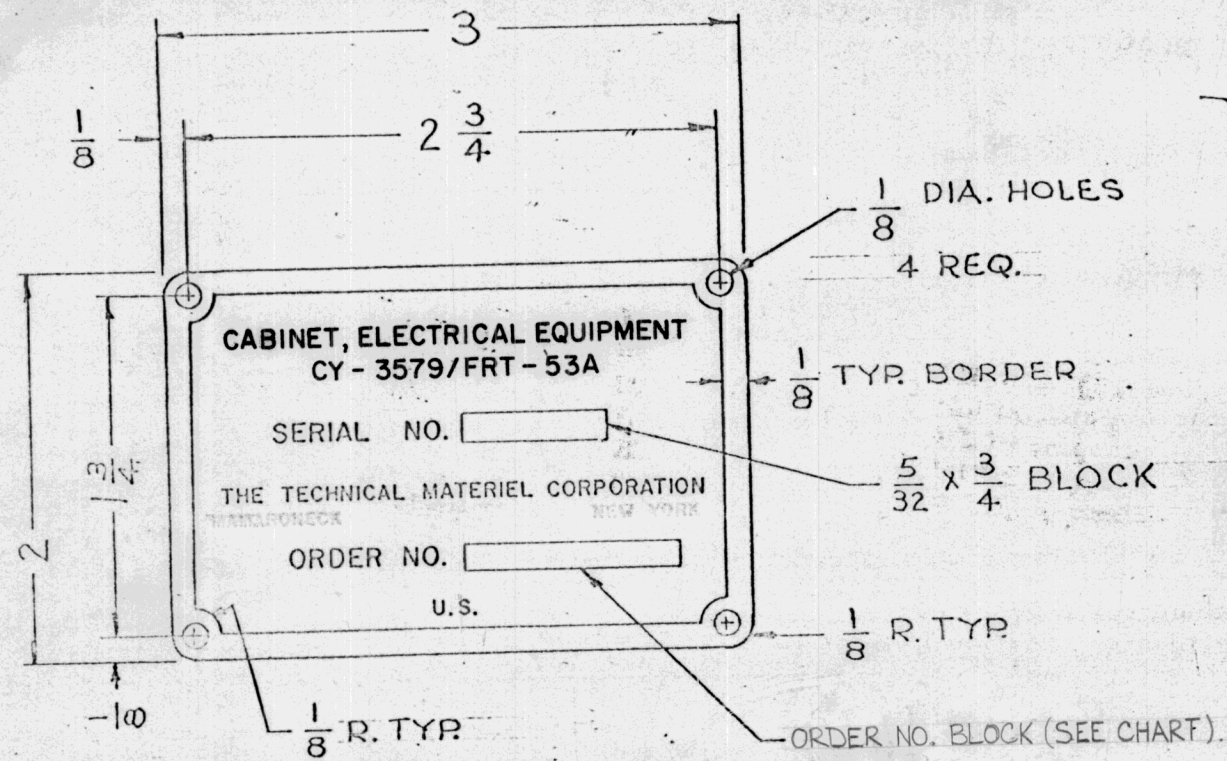 3
1/8
2 3/4
1/8 DIA. HOLES
4 REQ.
CABINET, ELECTRICAL EQUIPMENT
CY - 3579/FRT - 53A
1/8 TYP. BORDER
SERIAL NO.
1 3/4
5/32 X 3/4 BLOCK
THE TECHNICAL MATERIEL CORPORATION
MAMARONECK NEW YORK
2
ORDER NO.
U.S.
1/8 R. TYP.
1/8
1/8 R. TYP.
ORDER NO. BLOCK (SEE CHART).